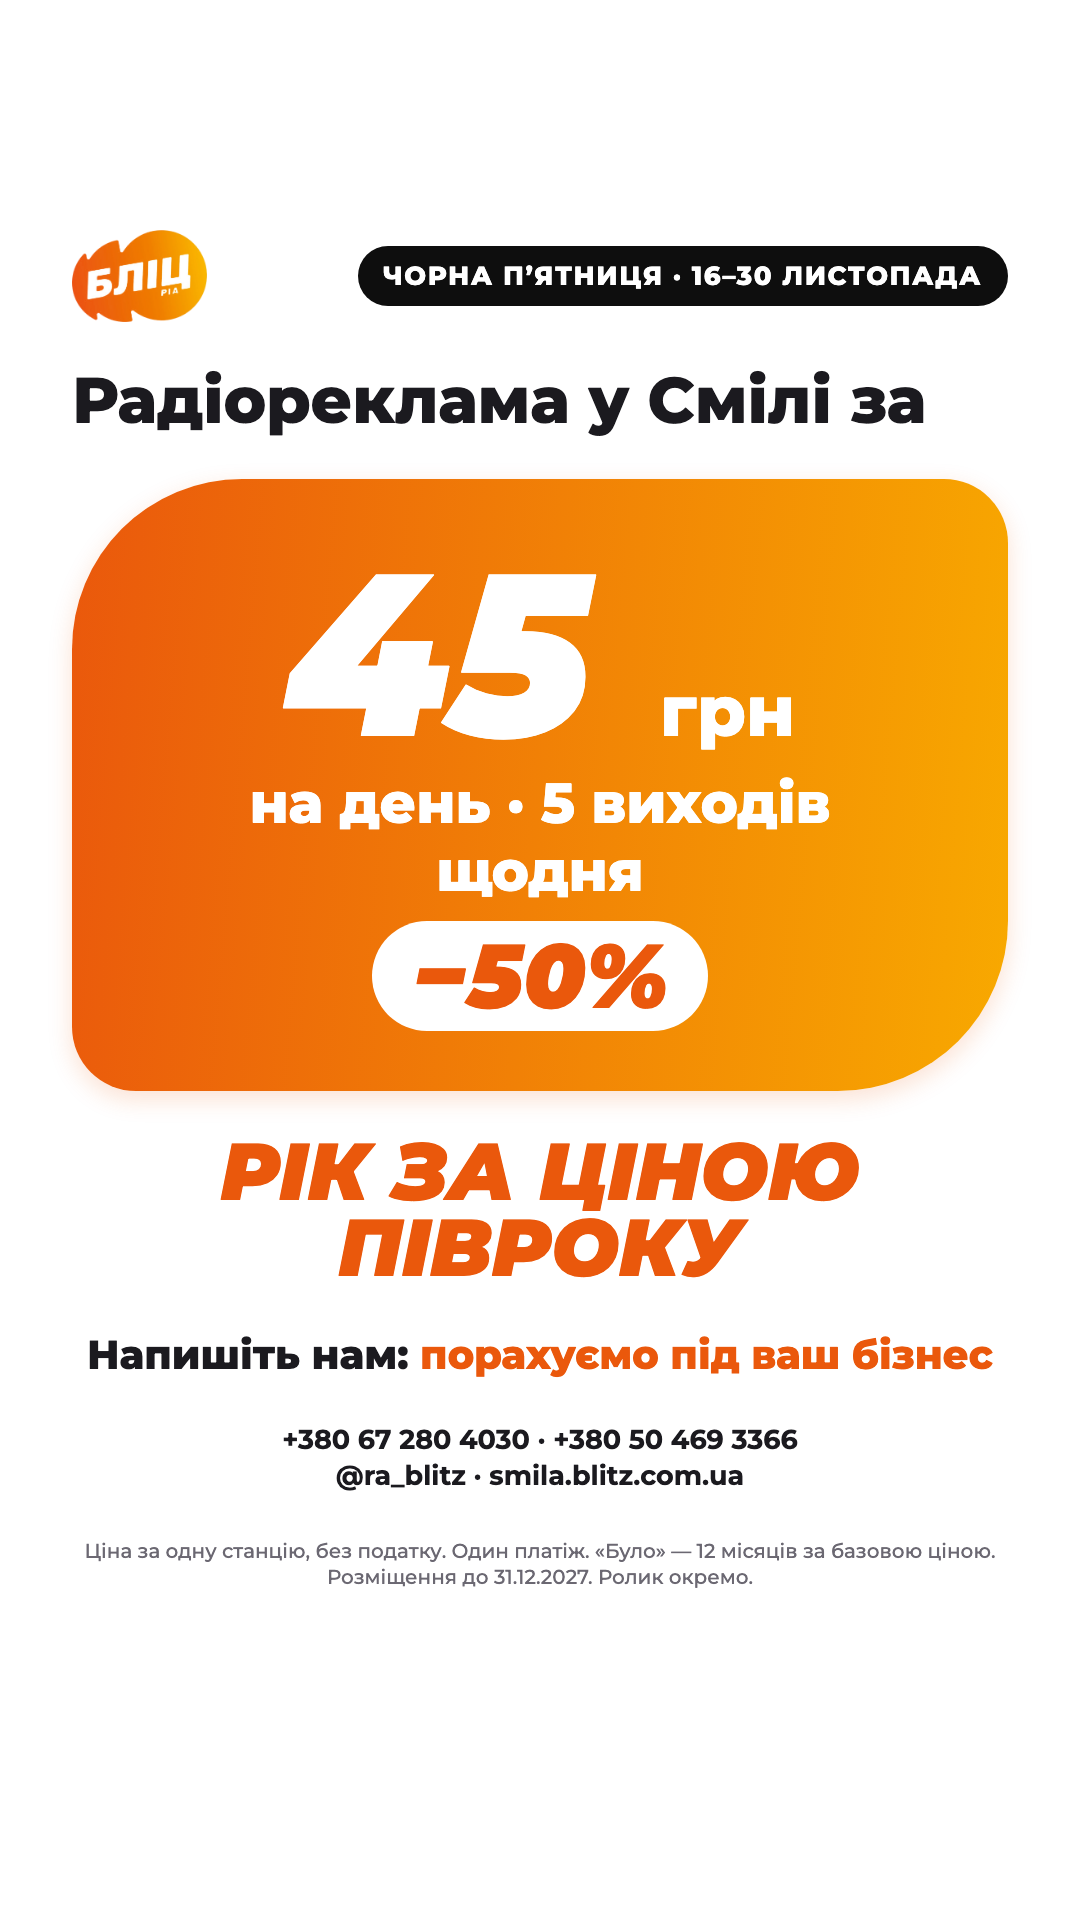 БЛІЦ
РІА
ЧОРНА П’ЯТНИЦЯ · 16–30 ЛИСТОПАДА
Радіореклама у Смілі за
45 грн
на день · 5 виходів
щодня
–50%
РІК ЗА ЦІНОЮ
ПІВРОКУ
Напишіть нам: порахуємо під ваш бізнес
+380 67 280 4030 · +380 50 469 3366
@ra_blitz · smila.blitz.com.ua
Ціна за одну станцію, без податку. Один платіж. «Було» — 12 місяців за базовою ціною.
Розміщення до 31.12.2027. Ролик окремо.